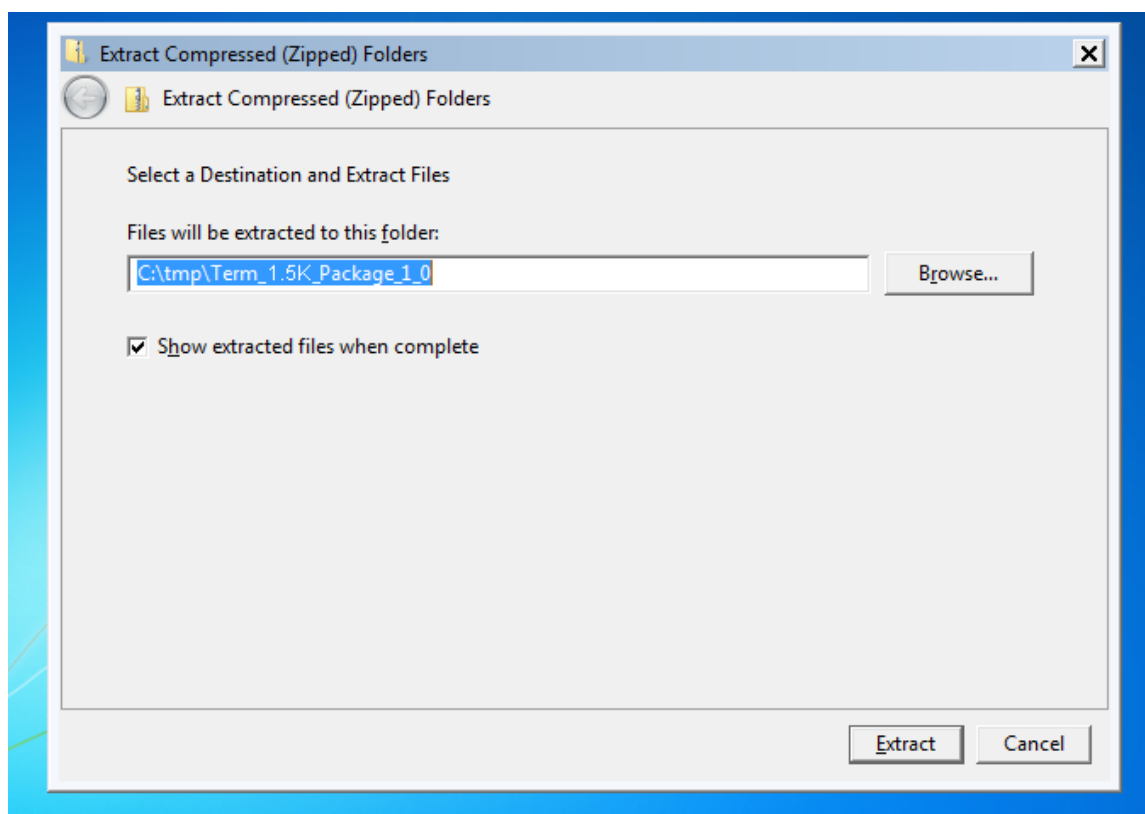 Extract Compressed (Zipped) Folders
Extract Compressed (Zipped) Folders
Select a Destination and Extract Files
Files will be extracted to this folder:
C:\tmp\Term_1.5K_Package_1_0
Browse...
Show extracted files when complete
Extract Cancel